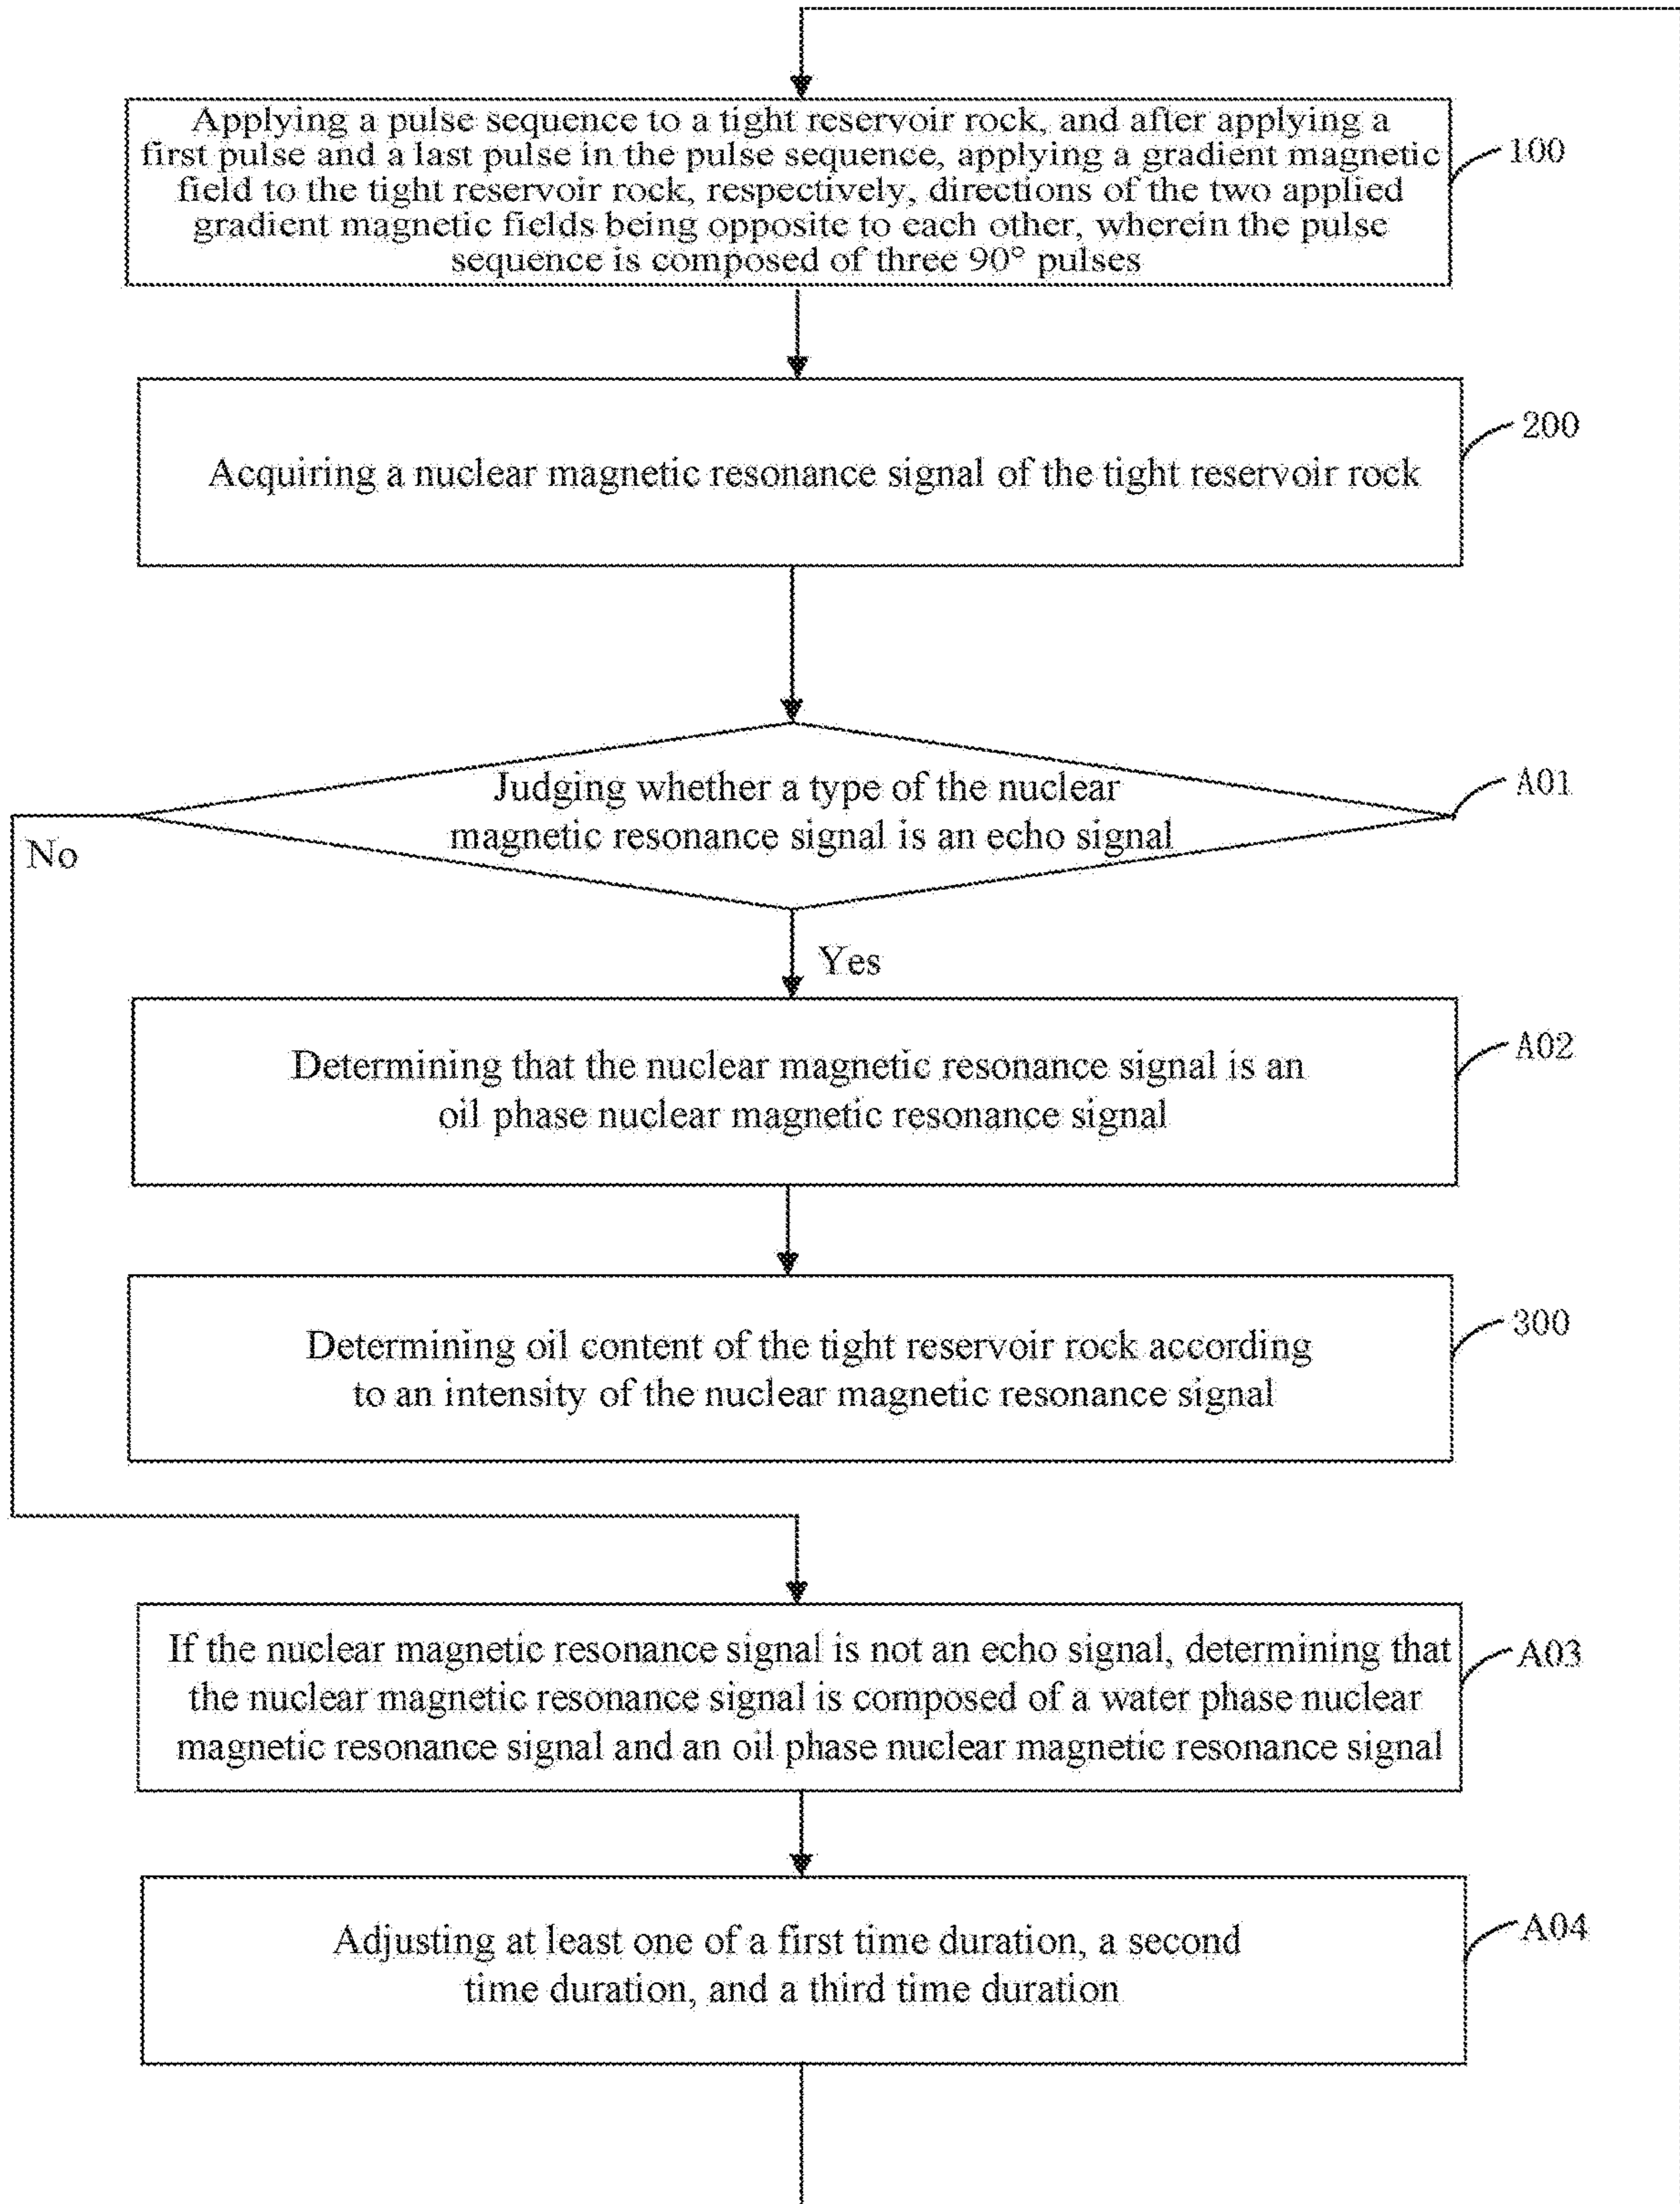 Applying a pulse sequence to a tight reservoir rock, and after applying a
first pulse and a last pulse in the pulse sequence, applying a gradient magnetic
field to the tight reservoir rock, respectively, directions of the two applied
gradient magnetic fields being opposite to each other, wherein the pulse
sequence is composed of three 90° pulses
100
Acquiring a nuclear magnetic resonance signal of the tight reservoir rock
200
Judging whether a type of the nuclear
magnetic resonance signal is an echo signal
A01
No
Yes
Determining that the nuclear magnetic resonance signal is an
oil phase nuclear magnetic resonance signal
A02
Determining oil content of the tight reservoir rock according
to an intensity of the nuclear magnetic resonance signal
300
If the nuclear magnetic resonance signal is not an echo signal, determining that
the nuclear magnetic resonance signal is composed of a water phase nuclear
magnetic resonance signal and an oil phase nuclear magnetic resonance signal
A03
Adjusting at least one of a first time duration, a second
time duration, and a third time duration
A04